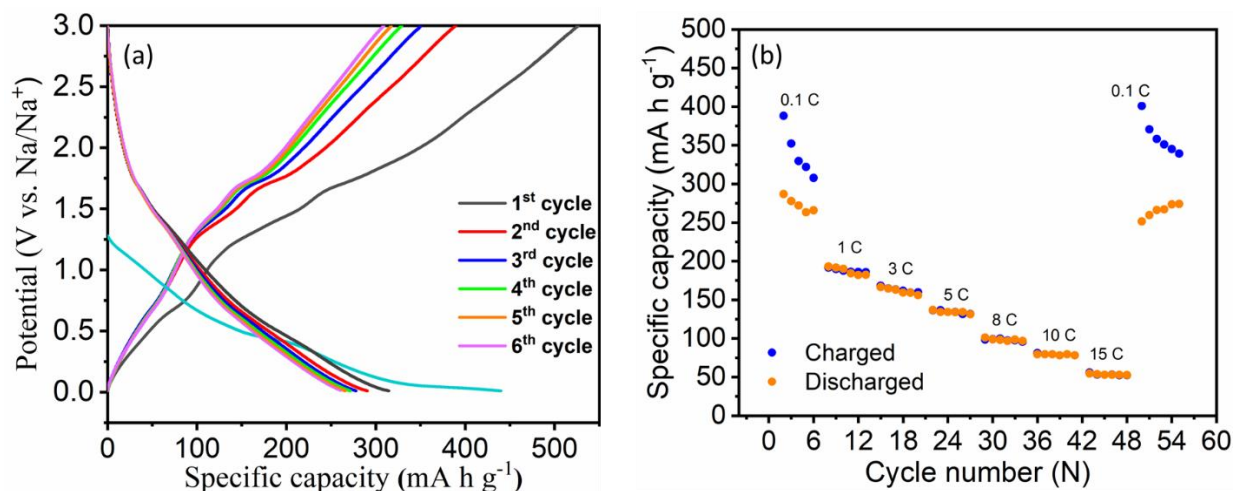 (a)
Potential (V vs. Na/Na⁺)
3.0
2.5
2.0
1.5
1.0
0.5
0.0
1st cycle
2nd cycle
3rd cycle
4th cycle
5th cycle
6th cycle
0 100 200 300 400 500
Specific capacity (mA h g⁻¹)
(b)
Specific capacity (mA h g⁻¹)
500
450
400
350
300
250
200
150
100
50
0
0.1 C
1 C
3 C
5 C
8 C
10 C
15 C
0.1 C
Charged
Discharged
0 6 12 18 24 30 36 42 48 54 60
Cycle number (N)